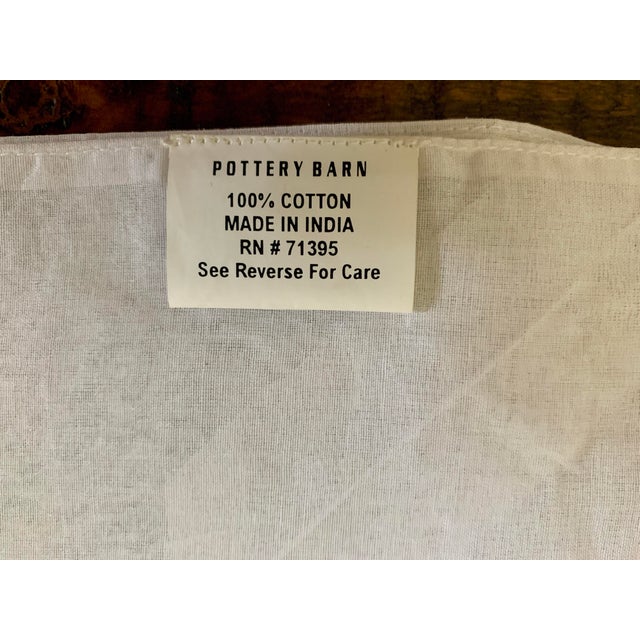 POTTERY BARN
100% COTTON
MADE IN INDIA
RN # 71395
See Reverse For Care